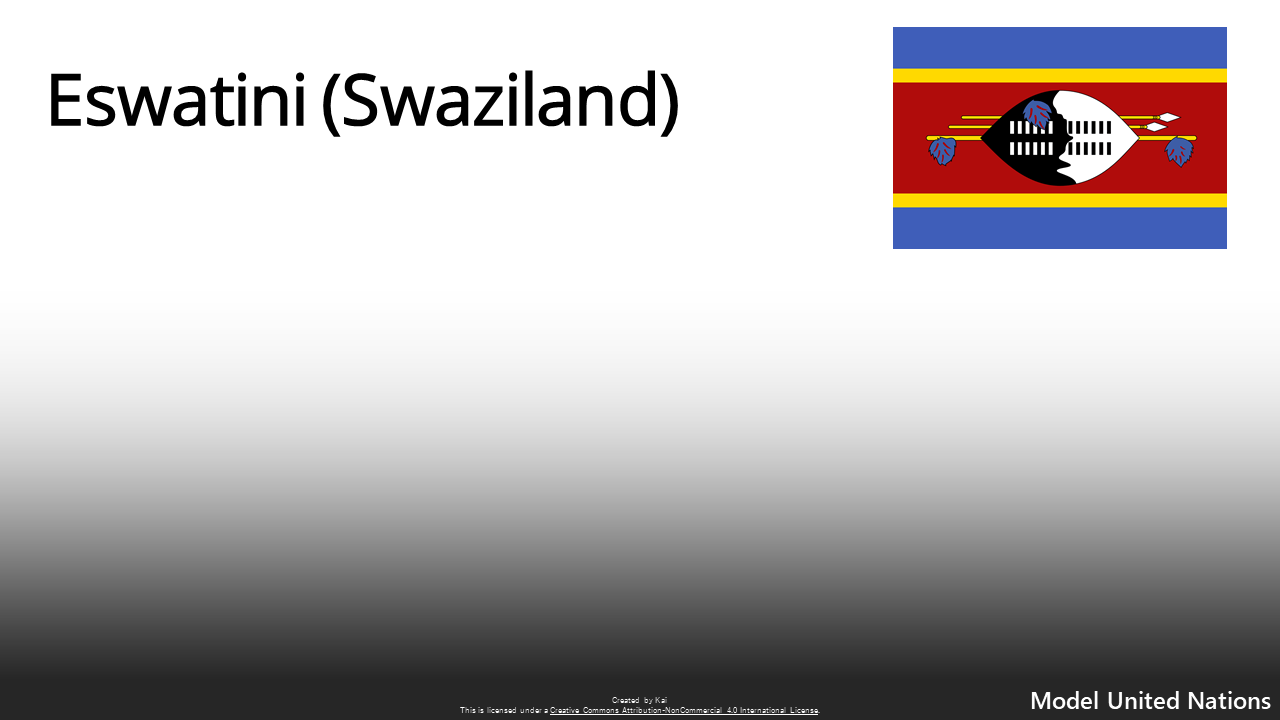 Eswatini (Swaziland)
Created by Kai
This is licensed under a Creative Commons Attribution-NonCommercial 4.0 International License.
Model United Nations